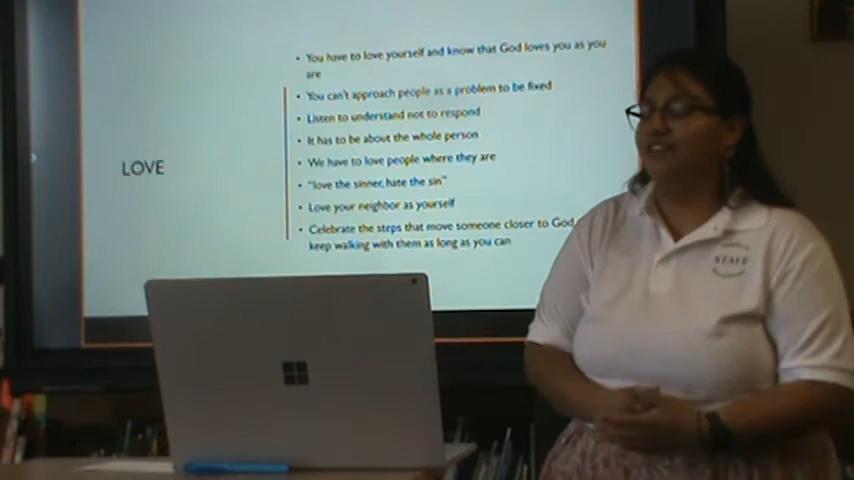 LOVE
• You have to love yourself and know that God loves you as you
are
• You can't approach people as a problem to be fixed
• Listen to understand not to respond
• It has to be about the whole person
• We have to love people where they are
• "love the sinner, hate the sin"
• Love your neighbor as yourself
• Celebrate the steps that move someone closer to God
keep walking with them as long as you can
STAFF